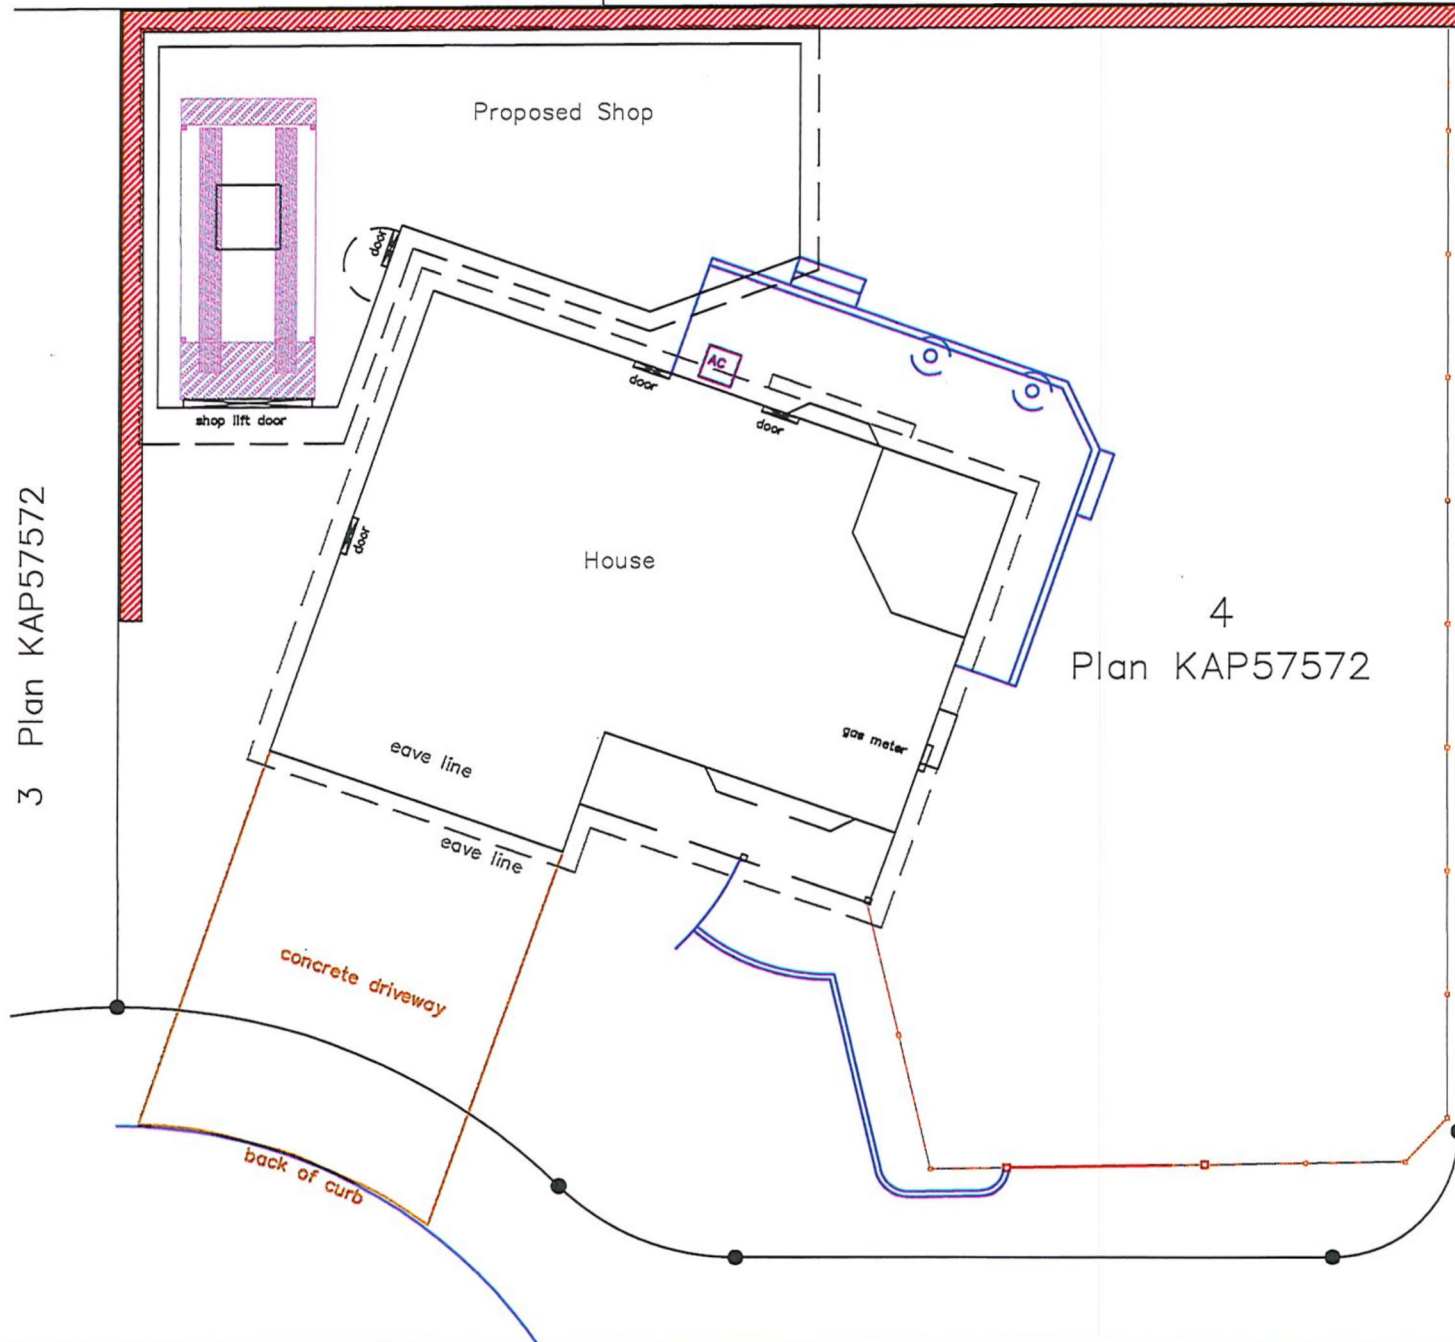 Proposed Shop
door
AC
door
door
shop lift door
3 Plan KAP57572
door
House
4
Plan KAP57572
gas meter
eave line
eave line
concrete driveway
back of curb